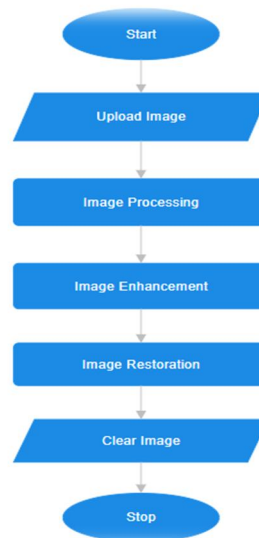 Start
Upload Image
Image Processing
Image Enhancement
Image Restoration
Clear Image
Stop